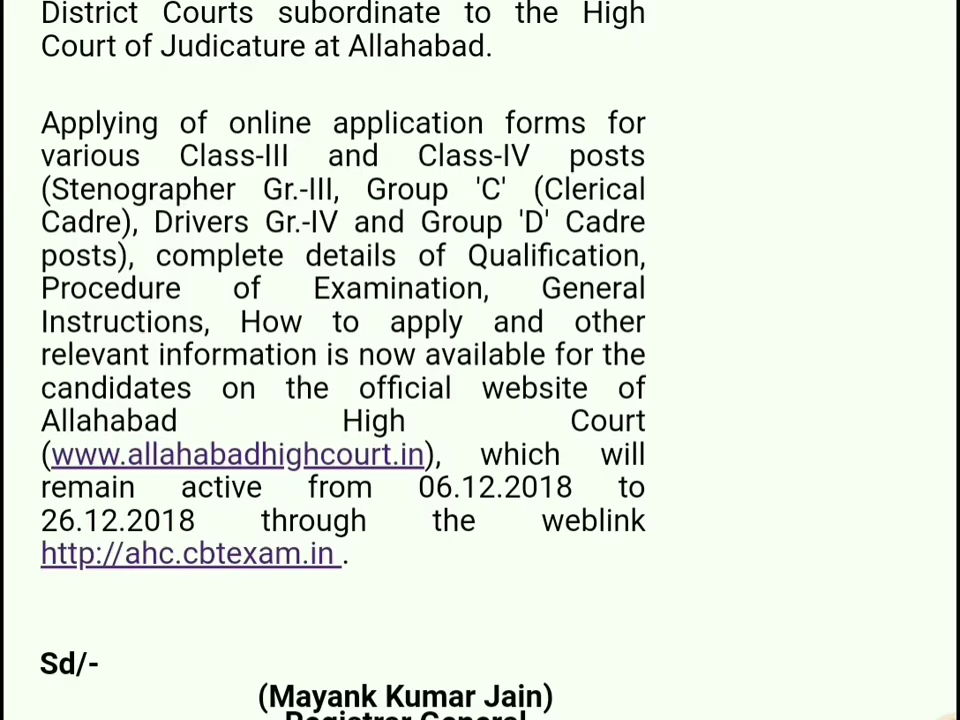 District Courts subordinate to the High
Court of Judicature at Allahabad.
Applying of online application forms for
various Class-III and Class-IV posts
(Stenographer Gr.-III, Group 'C' (Clerical
Cadre), Drivers Gr.-IV and Group 'D' Cadre
posts), complete details of Qualification,
Procedure of Examination, General
Instructions, How to apply and other
relevant information is now available for the
candidates on the official website of
Allahabad High Court
(www.allahabadhighcourt.in), which will
remain active from 06.12.2018 to
26.12.2018 through the weblink
http://ahc.cbtexam.in .
Sd/-
(Mayank Kumar Jain)
Registrar General